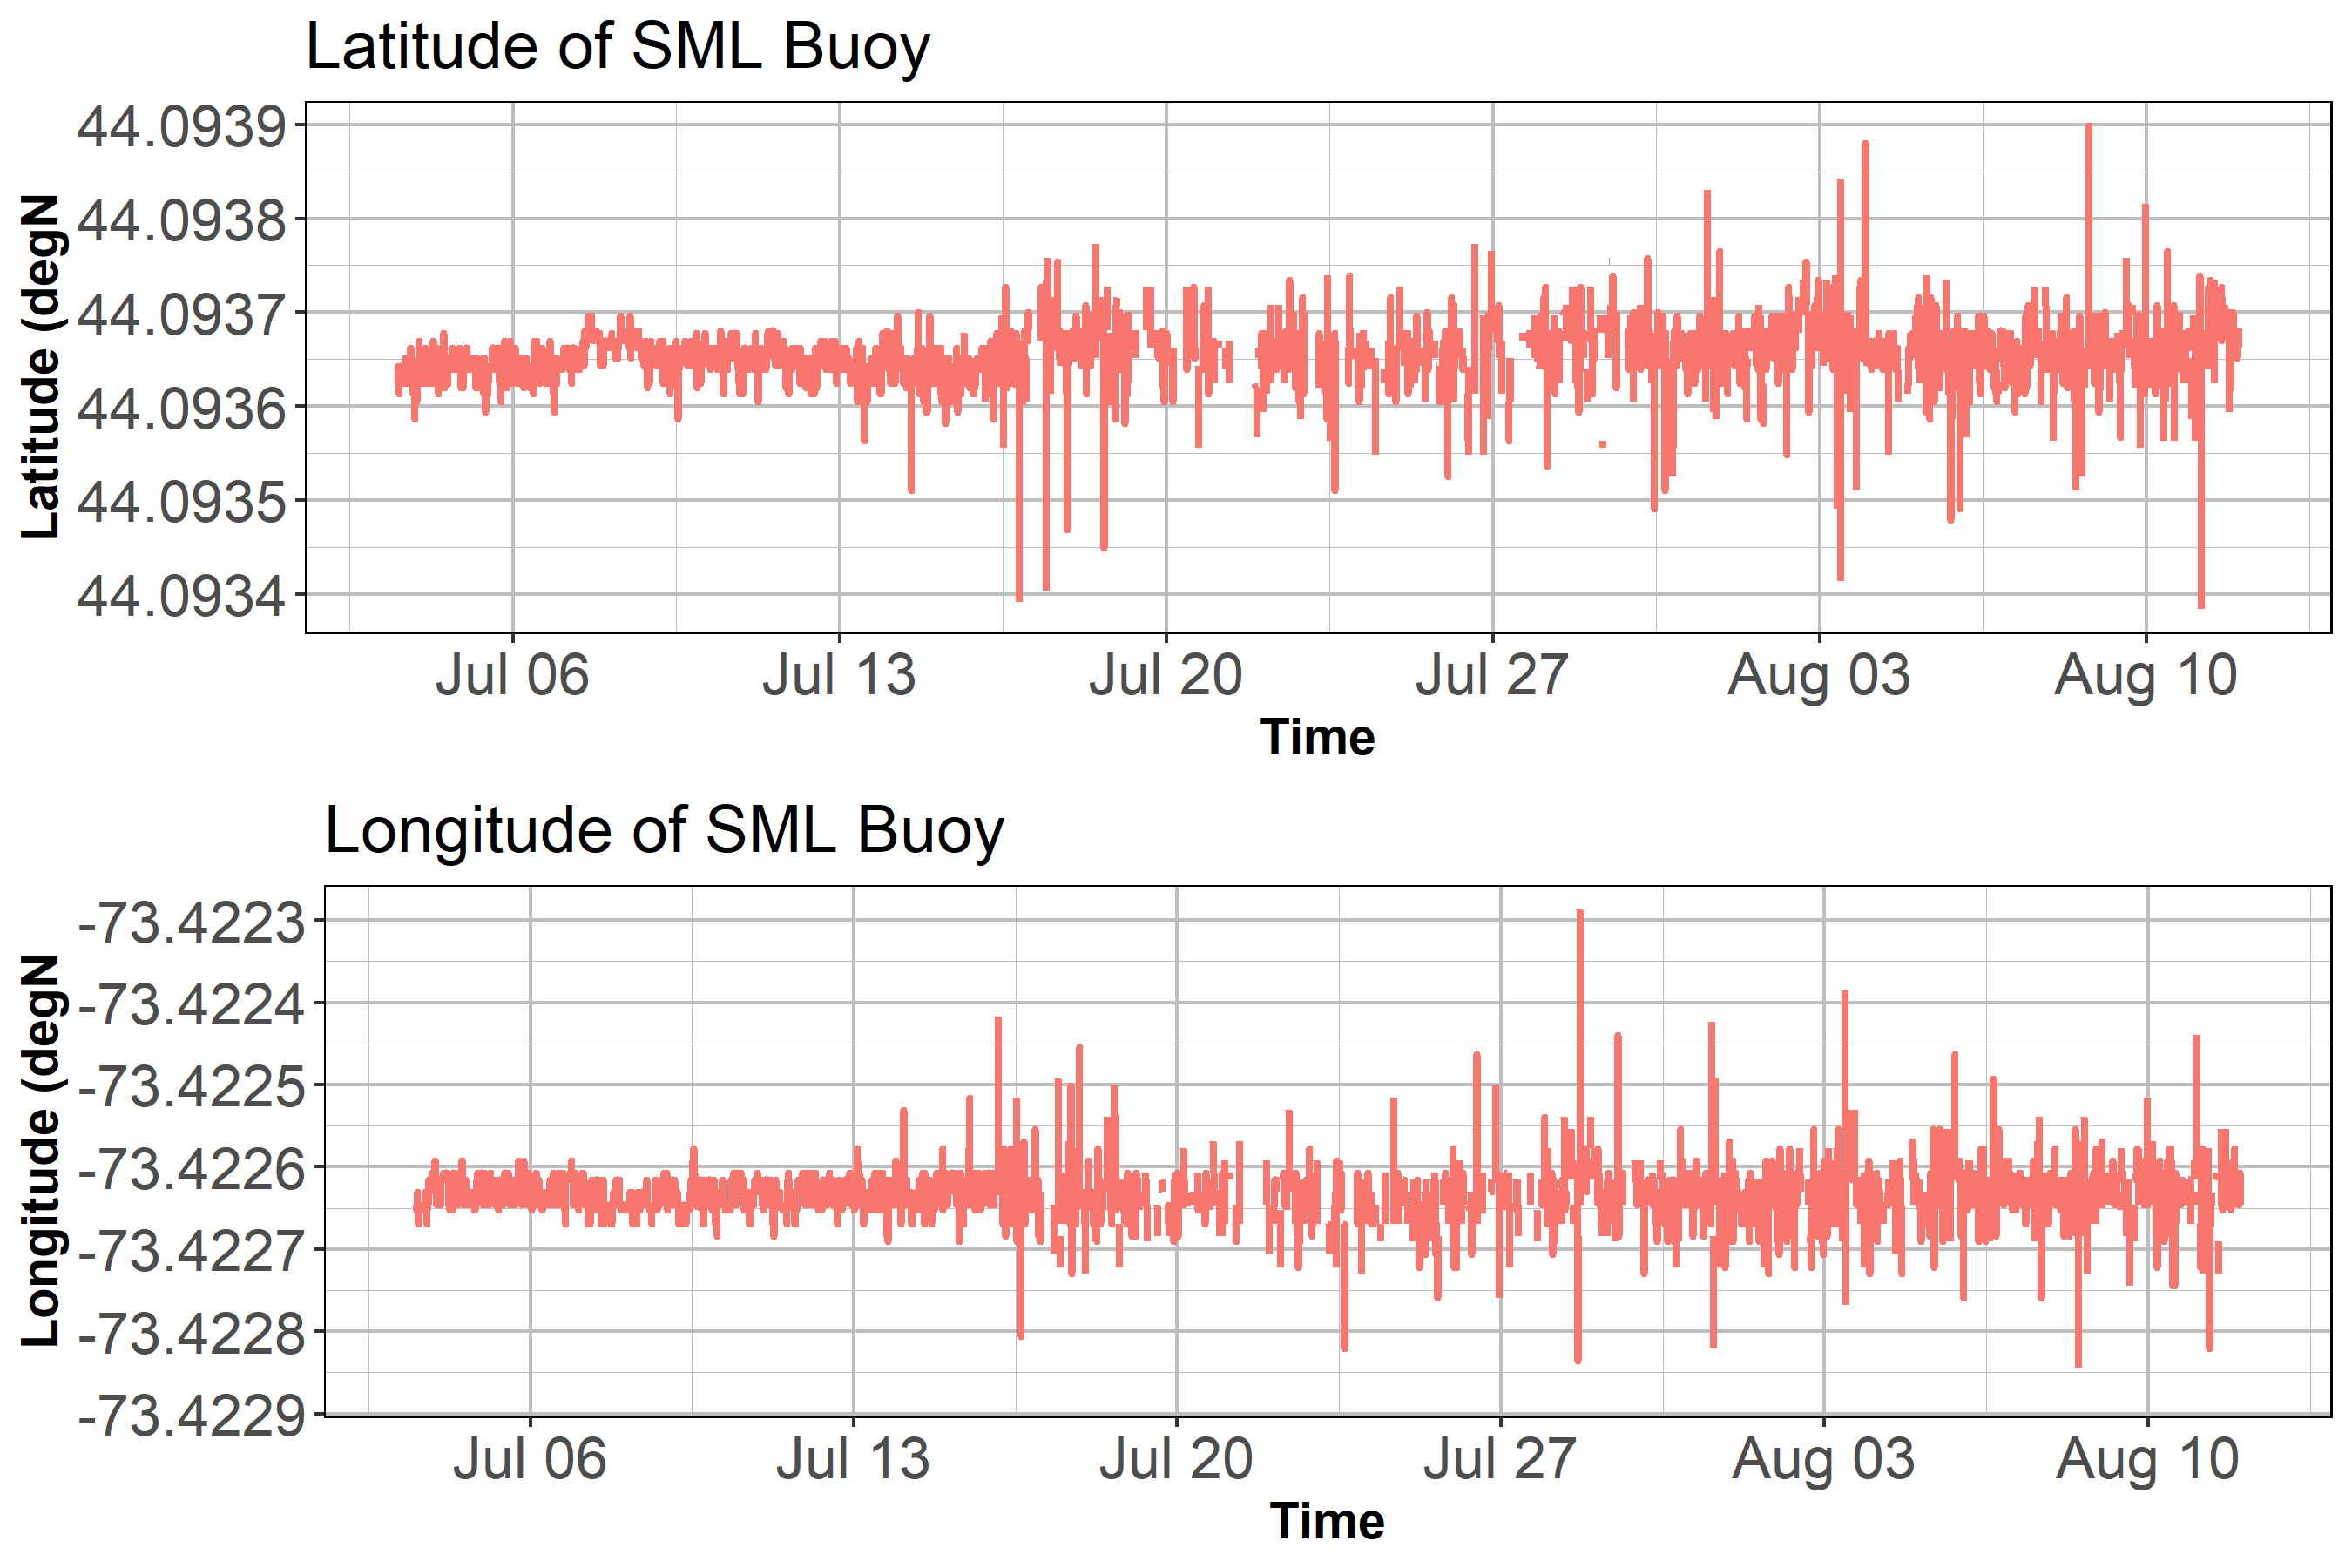 Latitude of SML Buoy
44.0939
44.0938
44.0937
44.0936
44.0935
44.0934
Latitude (degN
Jul 06 Jul 13 Jul 20 Jul 27 Aug 03 Aug 10
Time
Longitude of SML Buoy
-73.4223
-73.4224
-73.4225
-73.4226
-73.4227
-73.4228
-73.4229
Longitude (degN
Jul 06 Jul 13 Jul 20 Jul 27 Aug 03 Aug 10
Time